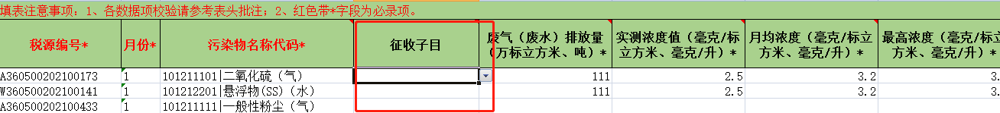 填表注意事项：1、各数据项校验请参考表头批注；2、红色带*字段为必录项。
税源编号* 月份* 污染物名称代码* 征收子目 废气（废水）排放量（万标立方米、吨）* 实测浓度值（毫克/标立方米、毫克/升）* 月均浓度（毫克/标立方米、毫克/升）* 最高浓度（毫克/标立方米、毫克/升）*
A360500202100173 1 101211101|二氧化硫（气） 111 2.5 3.2 3.
W360500202100141 1 101212201|悬浮物(SS)（水） 111 2.5 3.2 3.
A360500202100433 1 101211111|一般性粉尘（气）